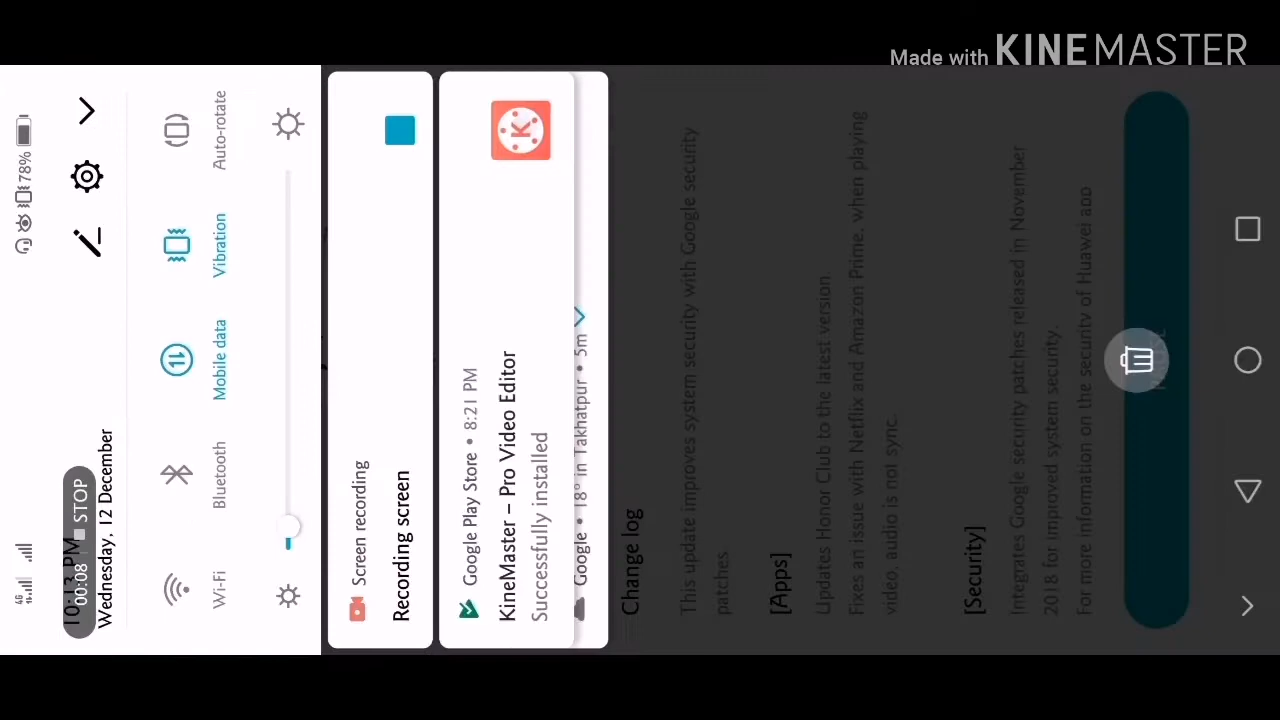 Made with KINEMASTER
78%
10:13 PM
00:08 STOP
Wednesday, 12 December
Wi-Fi
Bluetooth
Mobile data
Vibration
Auto-rotate
Screen recording
Recording screen
Google Play Store • 8:21 PM
KineMaster – Pro Video Editor
Successfully installed
Google • 18° in Takhatpur • 5m
Change log
This update improves system security with Google security
patches
[Apps]
Updates Honor Club to the latest version.
Fixes an issue with Netflix and Amazon Prime, when playing
video, audio is not sync.
[Security]
Integrates Google security patches released in November
2018 for improved system security.
For more information on the security of Huawei app